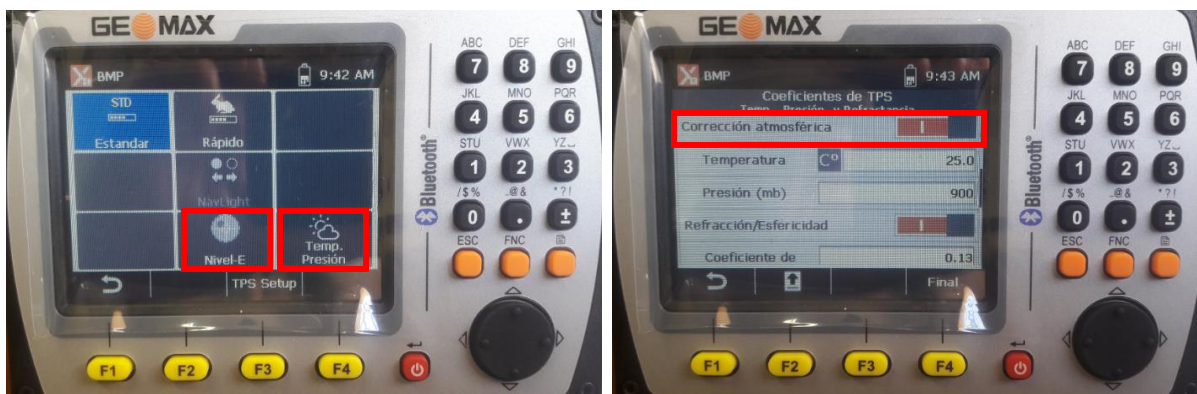 GEOMAX
BMP 9:42 AM
STD
Estandar Rápido
NavLight
Nivel-E Temp. Presión
TPS Setup
F1 F2 F3 F4
Bluetooth®
ABC DEF GHI
7 8 9
JKL MNO PQR
4 5 6
STU VWX YZ
1 2 3
/$% _@& *?!
0 . ±
ESC FNC
GEOMAX
BMP 9:43 AM
Coeficientes de TPS
Temp., Presión, y Refractancia
Corrección atmosférica
Temperatura Cº 25.0
Presión (mb) 900
Refracción/Esfericidad
Coeficiente de 0.13
Final
F1 F2 F3 F4
Bluetooth®
ABC DEF GHI
7 8 9
JKL MNO PQR
4 5 6
STU VWX YZ
1 2 3
/$% _@& *?!
0 . ±
ESC FNC